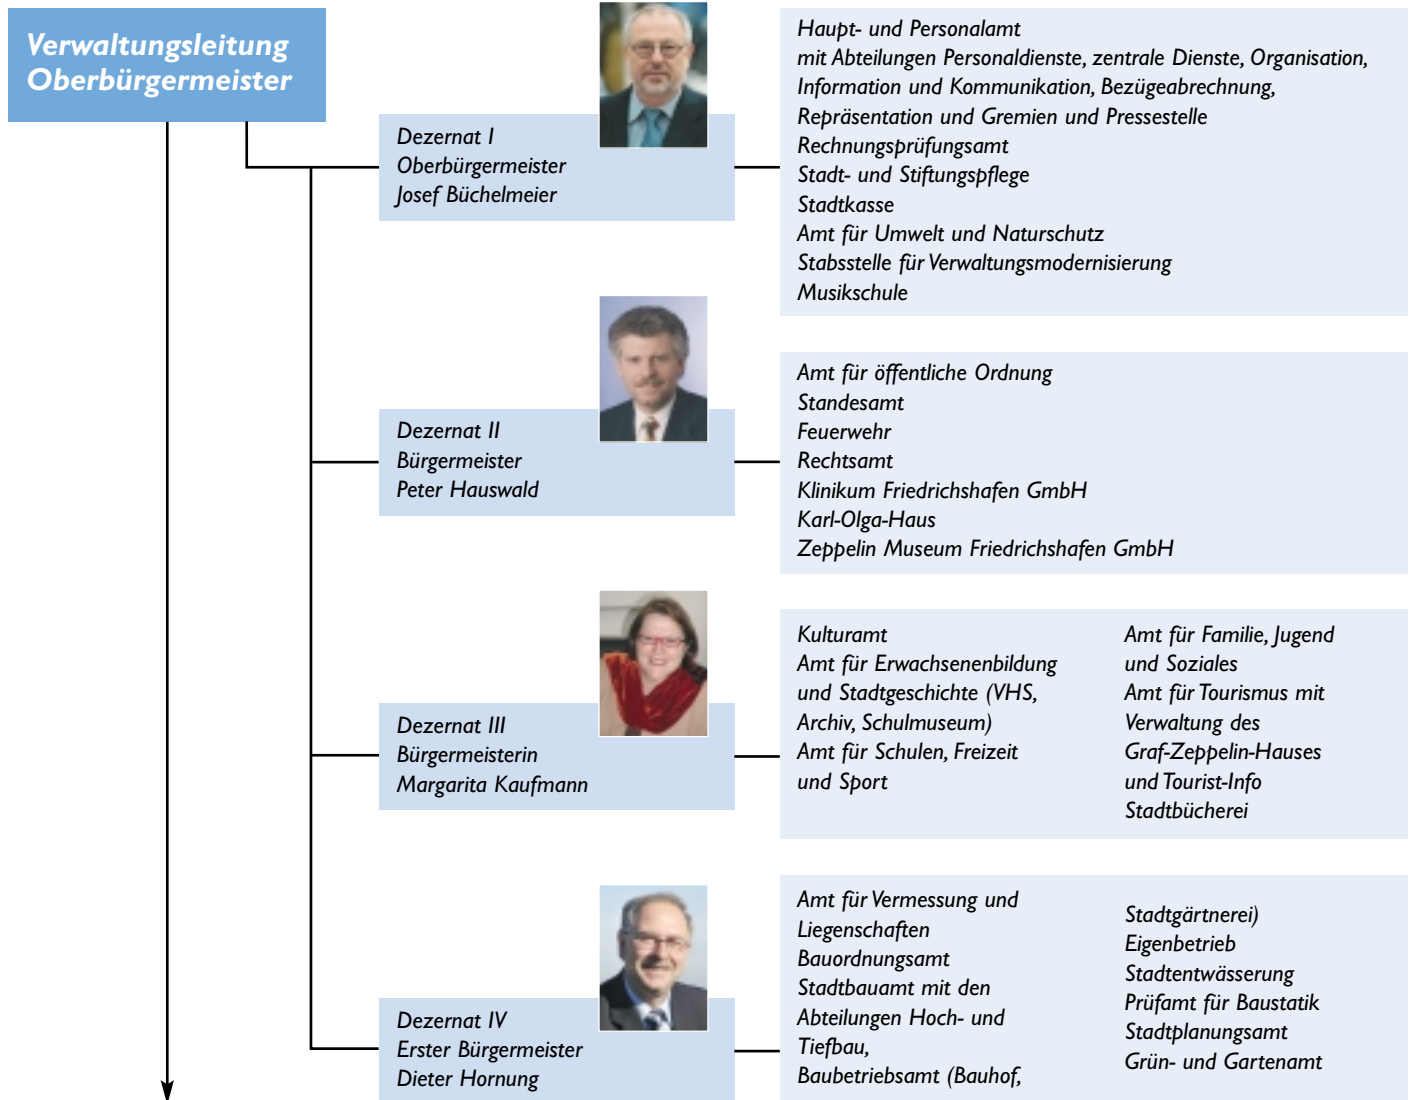 Verwaltungsleitung
Oberbürgermeister
Dezernat I
Oberbürgermeister
Josef Büchelmeier
Haupt- und Personalamt
mit Abteilungen Personaldienste, zentrale Dienste, Organisation,
Information und Kommunikation, Bezügeabrechnung,
Repräsentation und Gremien und Pressestelle
Rechnungsprüfungsamt
Stadt- und Stiftungspflege
Stadtkasse
Amt für Umwelt und Naturschutz
Stabsstelle für Verwaltungsmodernisierung
Musikschule
Dezernat II
Bürgermeister
Peter Hauswald
Amt für öffentliche Ordnung
Standesamt
Feuerwehr
Rechtsamt
Klinikum Friedrichshafen GmbH
Karl-Olga-Haus
Zeppelin Museum Friedrichshafen GmbH
Dezernat III
Bürgermeisterin
Margarita Kaufmann
Kulturamt
Amt für Erwachsenenbildung
und Stadtgeschichte (VHS,
Archiv, Schulmuseum)
Amt für Schulen, Freizeit
und Sport
Amt für Familie, Jugend
und Soziales
Amt für Tourismus mit
Verwaltung des
Graf-Zeppelin-Hauses
und Tourist-Info
Stadtbücherei
Dezernat IV
Erster Bürgermeister
Dieter Hornung
Amt für Vermessung und
Liegenschaften
Bauordnungsamt
Stadtbauamt mit den
Abteilungen Hoch- und
Tiefbau,
Baubetriebsamt (Bauhof,
Stadtgärtnerei)
Eigenbetrieb
Stadtentwässerung
Prüfamt für Baustatik
Stadtplanungsamt
Grün- und Gartenamt